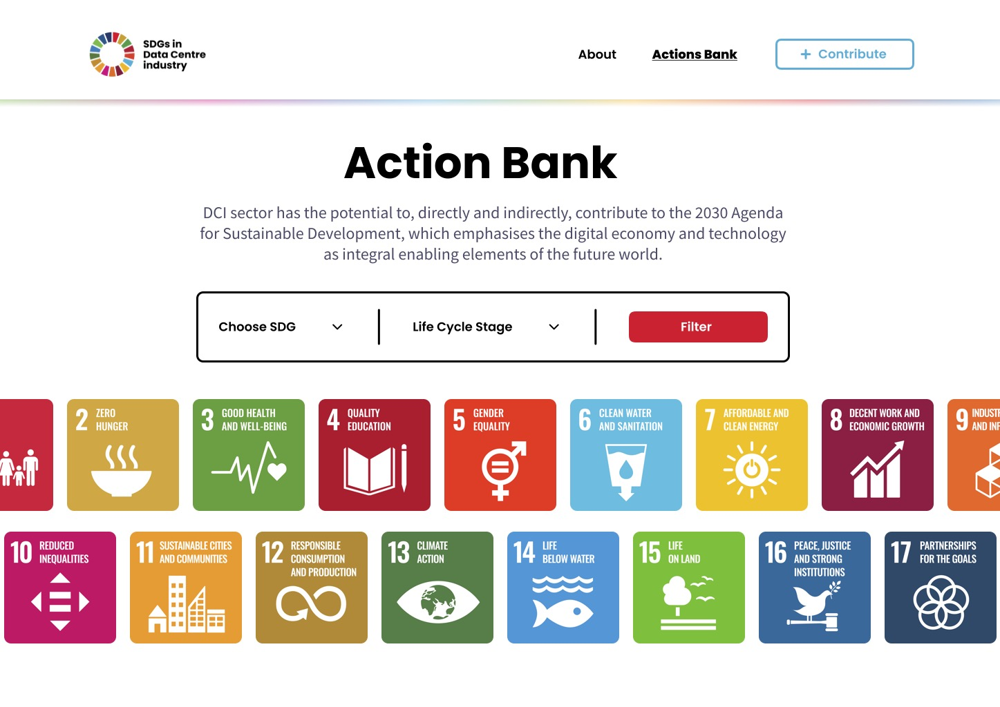 SDGs in
Data Centre
industry
About
Actions Bank
+ Contribute
Action Bank
DCI sector has the potential to, directly and indirectly, contribute to the 2030 Agenda
for Sustainable Development, which emphasises the digital economy and technology
as integral enabling elements of the future world.
Choose SDG
Life Cycle Stage
Filter
2 ZERO
HUNGER
3 GOOD HEALTH
AND WELL-BEING
4 QUALITY
EDUCATION
5 GENDER
EQUALITY
6 CLEAN WATER
AND SANITATION
7 AFFORDABLE AND
CLEAN ENERGY
8 DECENT WORK AND
ECONOMIC GROWTH
9
10 REDUCED
INEQUALITIES
11 SUSTAINABLE CITIES
AND COMMUNITIES
12 RESPONSIBLE
CONSUMPTION
AND PRODUCTION
13 CLIMATE
ACTION
14 LIFE
BELOW WATER
15 LIFE
ON LAND
16 PEACE, JUSTICE
AND STRONG
INSTITUTIONS
17 PARTNERSHIPS
FOR THE GOALS